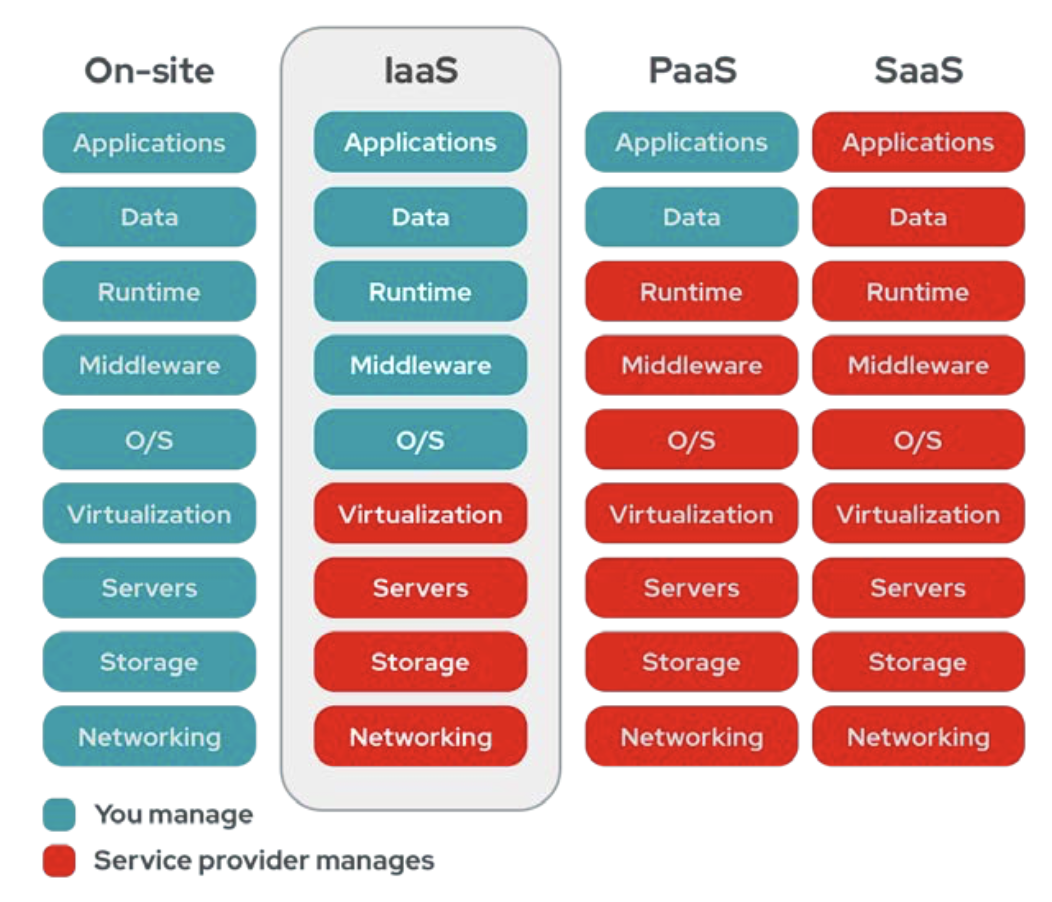 On-site IaaS PaaS SaaS
Applications Applications Applications Applications
Data Data Data Data
Runtime Runtime Runtime Runtime
Middleware Middleware Middleware Middleware
O/S O/S O/S O/S
Virtualization Virtualization Virtualization Virtualization
Servers Servers Servers Servers
Storage Storage Storage Storage
Networking Networking Networking Networking
You manage
Service provider manages